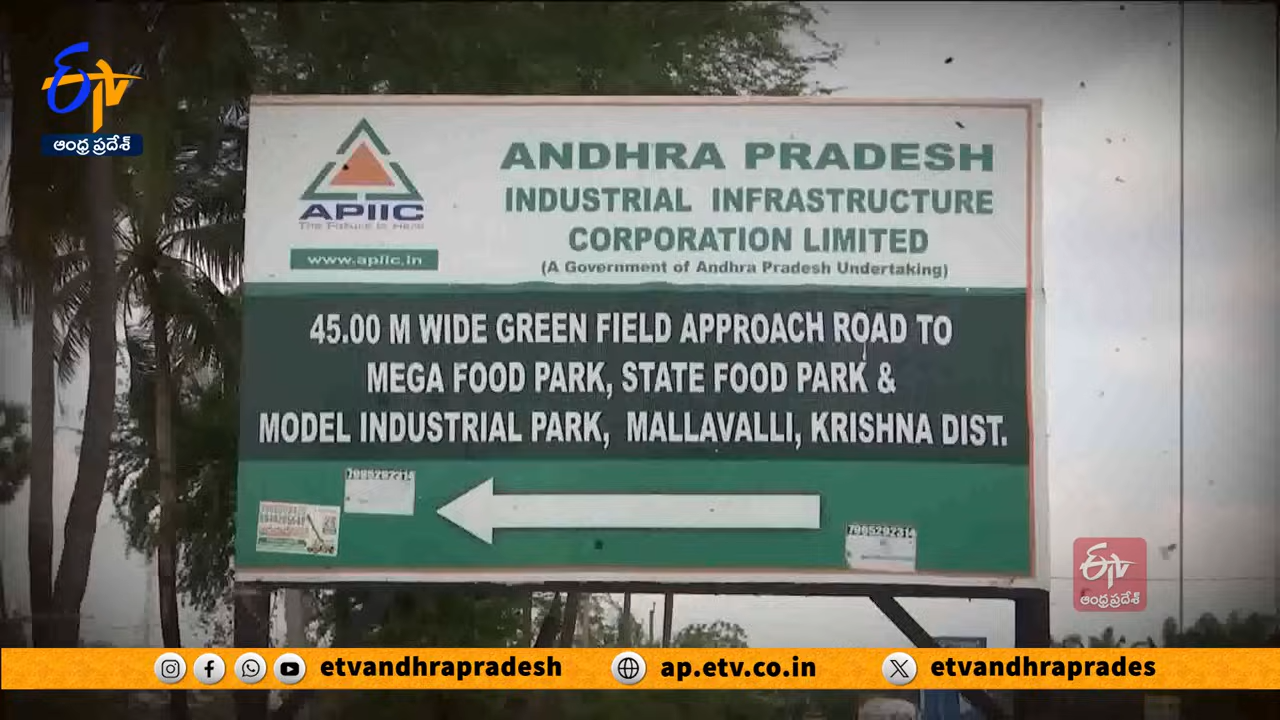 ETV
ఆంధ్ర ప్రదేశ్
APIIC
The Future is Here
www.apiic.in
ANDHRA PRADESH
INDUSTRIAL INFRASTRUCTURE
CORPORATION LIMITED
(A Government of Andhra Pradesh Undertaking)
45.00 M WIDE GREEN FIELD APPROACH ROAD TO
MEGA FOOD PARK, STATE FOOD PARK &
MODEL INDUSTRIAL PARK, MALLAVALLI, KRISHNA DIST.
ETV
ఆంధ్రప్రదేశ్
etvandhrapradesh
ap.etv.co.in
etvandhraprades